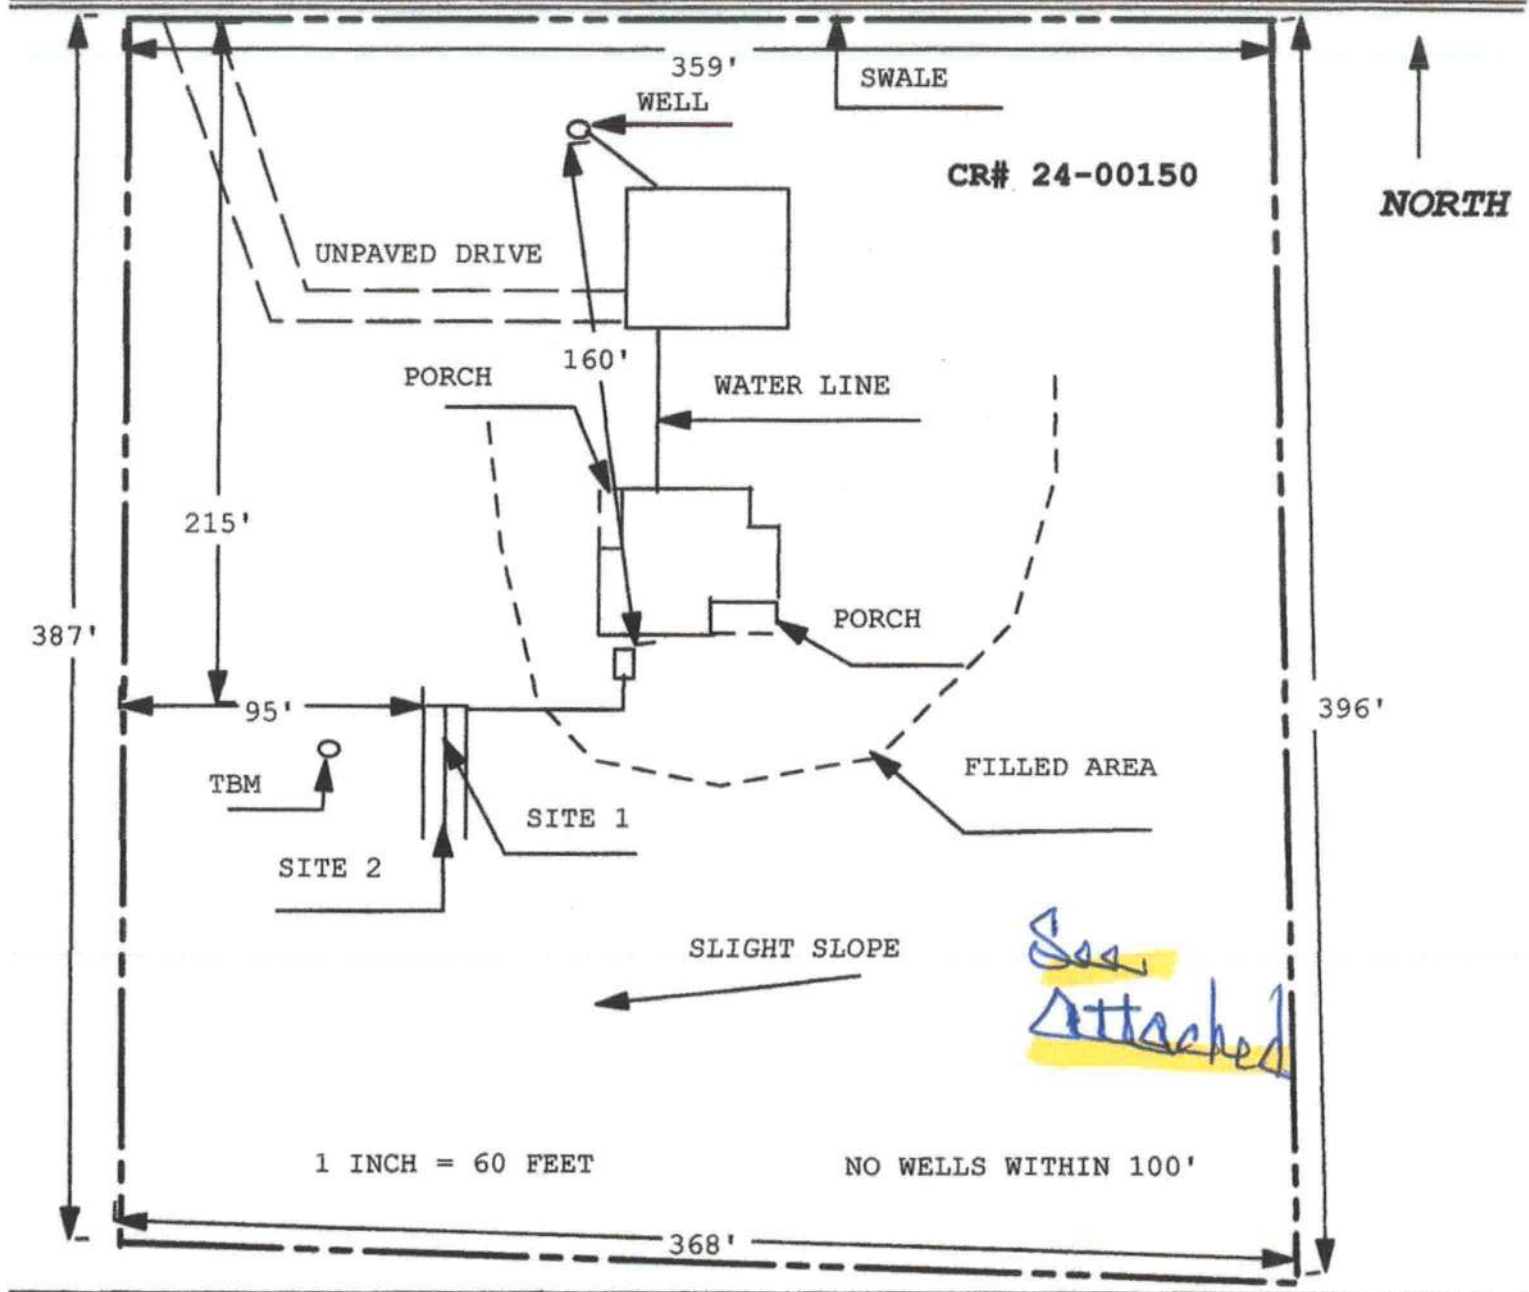 359'
SWALE
WELL
CR# 24-00150
NORTH
UNPAVED DRIVE
160'
PORCH
WATER LINE
215'
387'
PORCH
95'
396'
TBM
FILLED AREA
SITE 1
SITE 2
SLIGHT SLOPE
See
Attached
1 INCH = 60 FEET
NO WELLS WITHIN 100'
368'